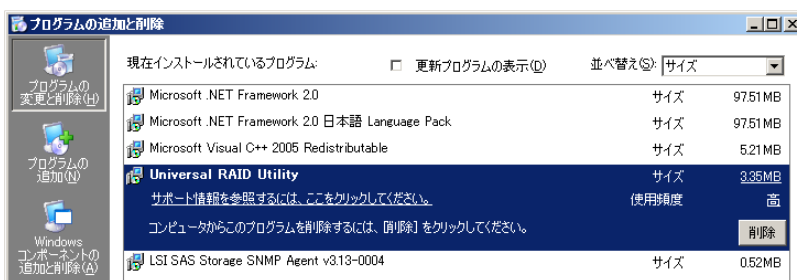 プログラムの追加と削除
現在インストールされているプログラム:
更新プログラムの表示(D)
並べ替え(S):
サイズ
プログラムの
変更と削除(H)
プログラムの
追加(N)
Windows
コンポーネントの
追加と削除(A)
Microsoft .NET Framework 2.0 サイズ 97.51MB
Microsoft .NET Framework 2.0 日本語 Language Pack サイズ 97.51MB
Microsoft Visual C++ 2005 Redistributable サイズ 5.21MB
Universal RAID Utility サイズ 3.35MB
サポート情報を参照するには、ここをクリックしてください。 使用頻度 高
コンピュータからこのプログラムを削除するには、[削除] をクリックしてください。 削除
LSI SAS Storage SNMP Agent v3.13-0004 サイズ 0.52MB